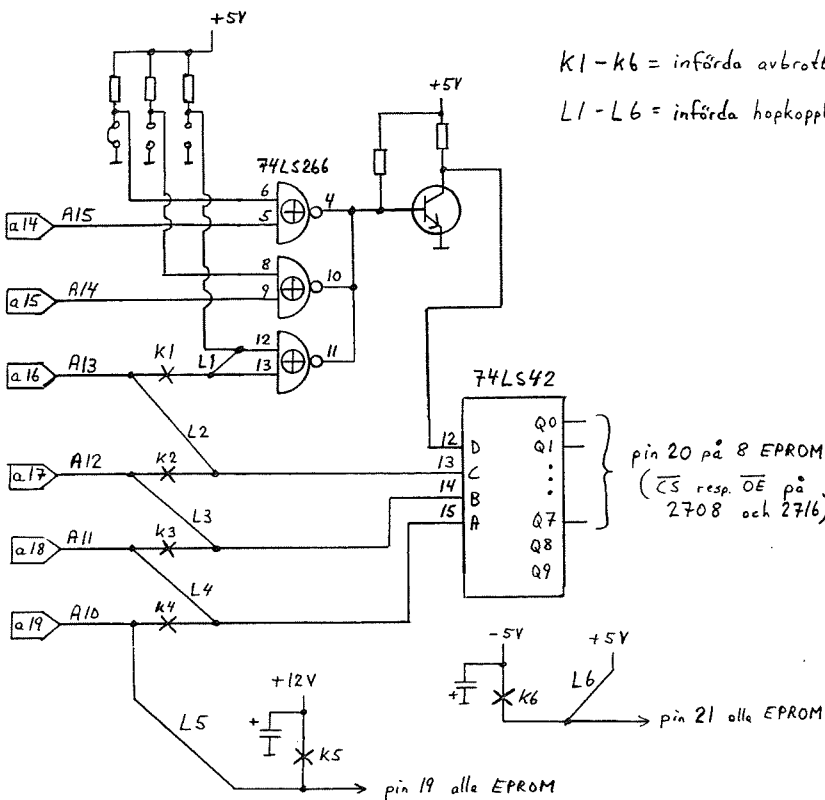 +5V
K1 - K6 = införda avbrott
L1 - L6 = införda hopkoppl
+5V
74LS266
6
4
5
a14 A15
8
10
9
a15 A14
12
11
13
K1
L1
a16 A13
L2
74LS42
12 D
Q0
Q1
13 C
14 B
15 A
Q7
Q8
Q9
pin 20 på 8 EPROM
(CS resp. OE på
2708 och 2716)
K2
a17 A12
L3
K3
a18 A11
L4
K4
a19 A10
-5V
+5V
L6
+
K6
pin 21 alla EPROM
+12V
L5
+
K5
pin 19 alla EPROM